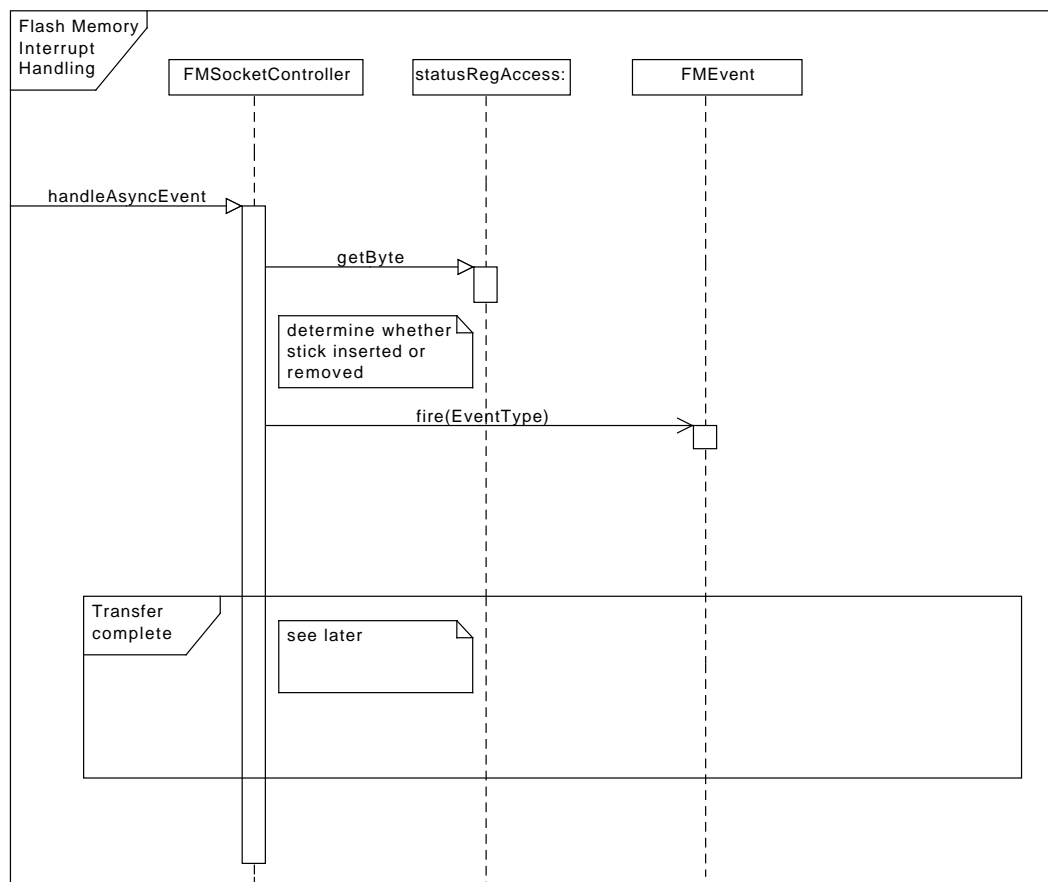 Flash Memory
Interrupt
Handling
FMSocketController
statusRegAccess:
FMEvent
handleAsyncEvent
getByte
determine whether
stick inserted or
removed
fire(EventType)
Transfer
complete
see later